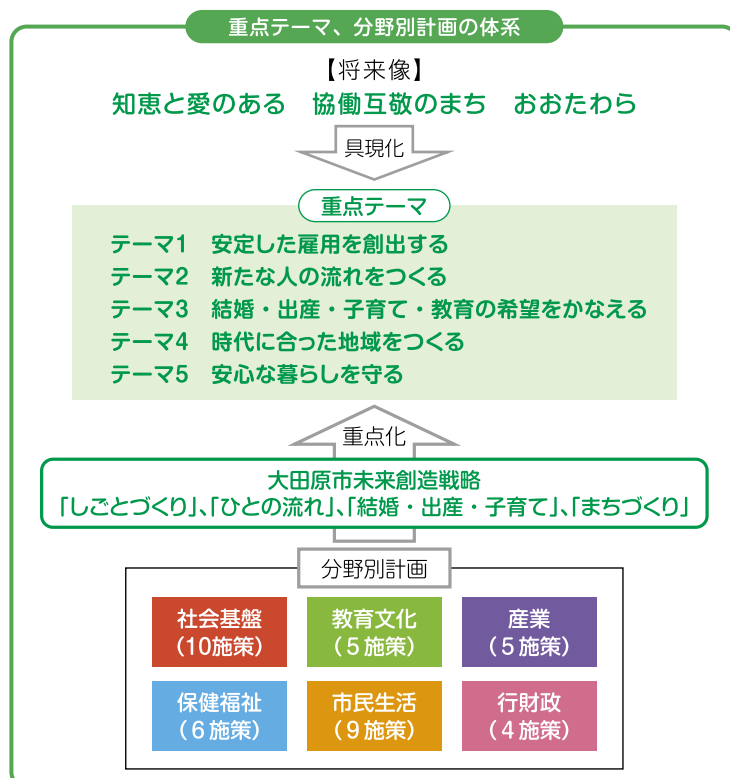 重点テーマ、分野別計画の体系
【将来像】
知恵と愛のある　協働互敬のまち　おおたわら
具現化
重点テーマ
テーマ1　安定した雇用を創出する
テーマ2　新たな人の流れをつくる
テーマ3　結婚・出産・子育て・教育の希望をかなえる
テーマ4　時代に合った地域をつくる
テーマ5　安心な暮らしを守る
重点化
大田原市未来創造戦略
「しごとづくり」、「ひとの流れ」、「結婚・出産・子育て」、「まちづくり」
分野別計画
社会基盤
（10施策）
教育文化
（5施策）
産業
（5施策）
保健福祉
（6施策）
市民生活
（9施策）
行財政
（4施策）